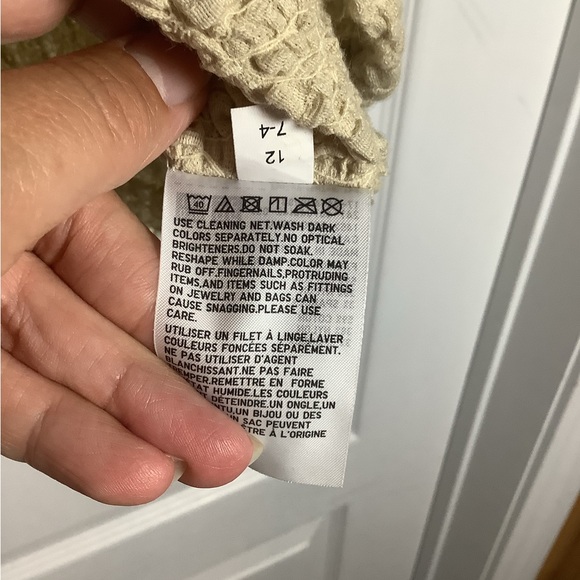 7-4
12
40
USE CLEANING NET.WASH DARK
COLORS SEPARATELY.NO OPTICAL
BRIGHTENERS.DO NOT SOAK.
RESHAPE WHILE DAMP.COLOR MAY
RUB OFF.FINGERNAILS,PROTRUDING
ITEMS,AND ITEMS SUCH AS FITTINGS
ON JEWELRY AND BAGS CAN
CAUSE SNAGGING.PLEASE USE
CARE.
UTILISER UN FILET À LINGE.LAVER
COULEURS FONCÉES SÉPARÉMENT.
NE PAS UTILISER D'AGENT
BLANCHISSANT.NE PAS FAIRE
REMETTRE EN FORME
HUMIDE.LES COULEURS
DÉTEINDRE.UN ONGLE,UN
UN BIJOU OU DES
UN SAC PEUVENT
ÊTRE À L'ORIGINE